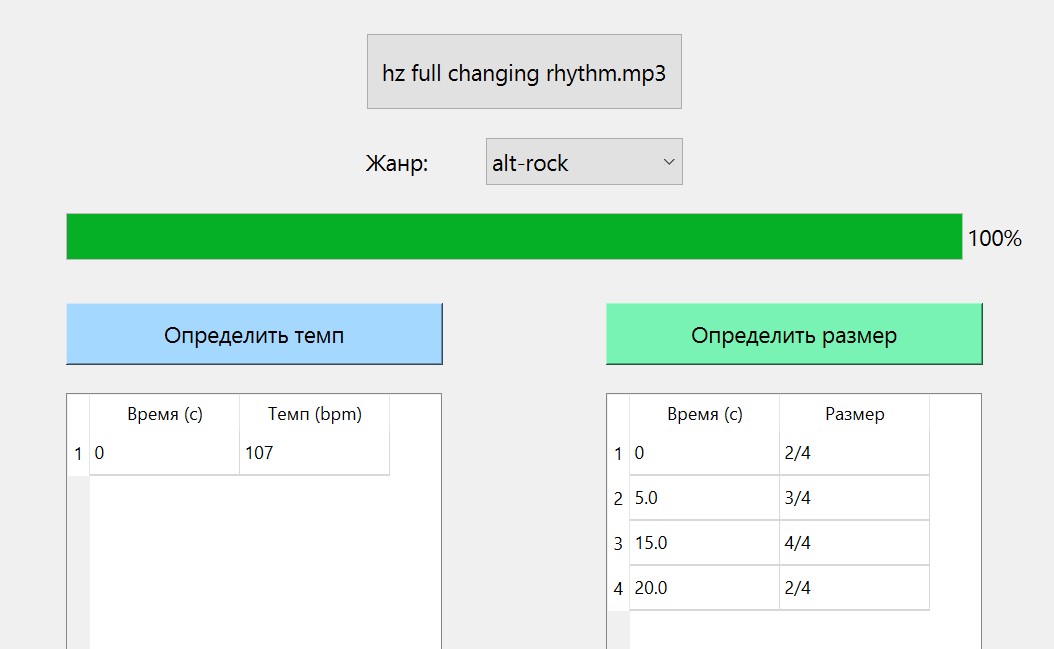 hz full changing rhythm.mp3
Жанр: alt-rock
100%
Определить темп
Определить размер
Время (с) Темп (bpm)
1 0 107
Время (с) Размер
1 0 2/4
2 5.0 3/4
3 15.0 4/4
4 20.0 2/4